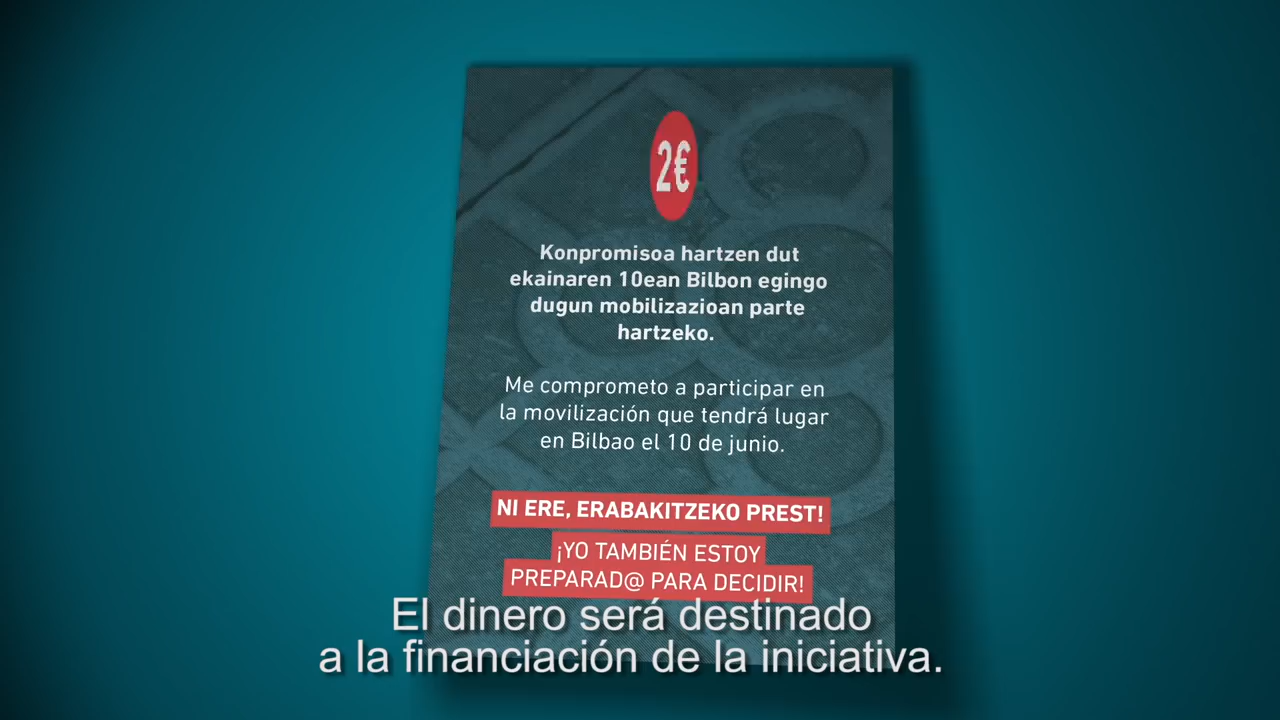 2€
Konpromisoa hartzen dut
ekainaren 10ean Bilbon egingo
dugun mobilizazioan parte
hartzeko.
Me comprometo a participar en
la movilización que tendrá lugar
en Bilbao el 10 de junio.
NI ERE, ERABAKITZEKO PREST!
¡YO TAMBIÉN ESTOY
PREPARAD@ PARA DECIDIR!
El dinero será destinado
a la financiación de la iniciativa.